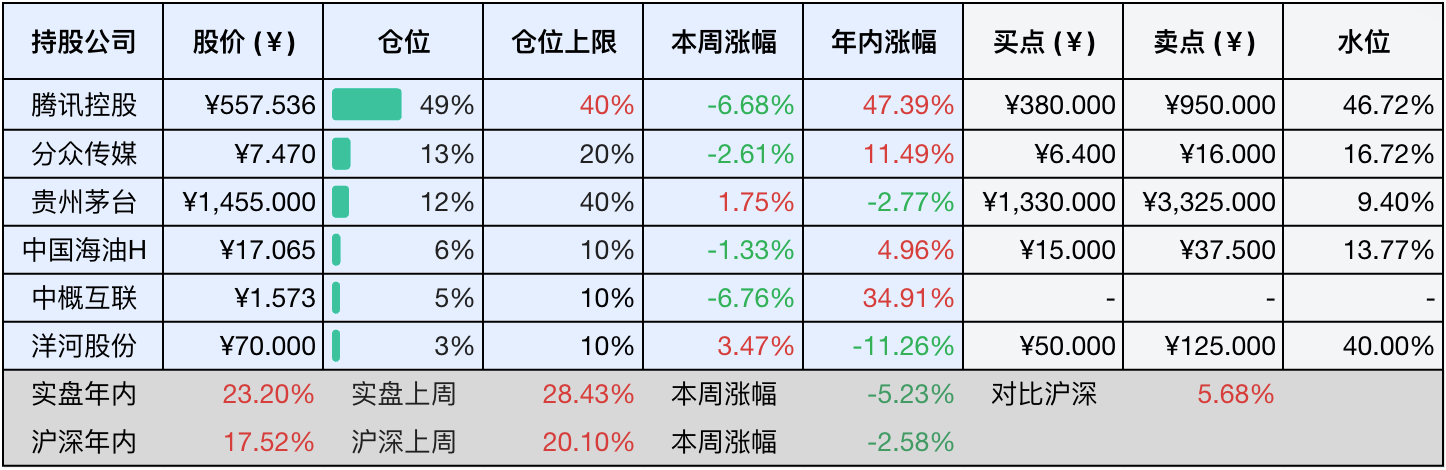 持股公司 股价 (¥) 仓位 仓位上限 本周涨幅 年内涨幅 买点 (¥) 卖点 (¥) 水位
腾讯控股 ¥557.536 49% 40% -6.68% 47.39% ¥380.000 ¥950.000 46.72%
分众传媒 ¥7.470 13% 20% -2.61% 11.49% ¥6.400 ¥16.000 16.72%
贵州茅台 ¥1,455.000 12% 40% 1.75% -2.77% ¥1,330.000 ¥3,325.000 9.40%
中国海油H ¥17.065 6% 10% -1.33% 4.96% ¥15.000 ¥37.500 13.77%
中概互联 ¥1.573 5% 10% -6.76% 34.91% - - -
洋河股份 ¥70.000 3% 10% 3.47% -11.26% ¥50.000 ¥125.000 40.00%
实盘年内 23.20% 实盘上周 28.43% 本周涨幅 -5.23% 对比沪深 5.68%
沪深年内 17.52% 沪深上周 20.10% 本周涨幅 -2.58%